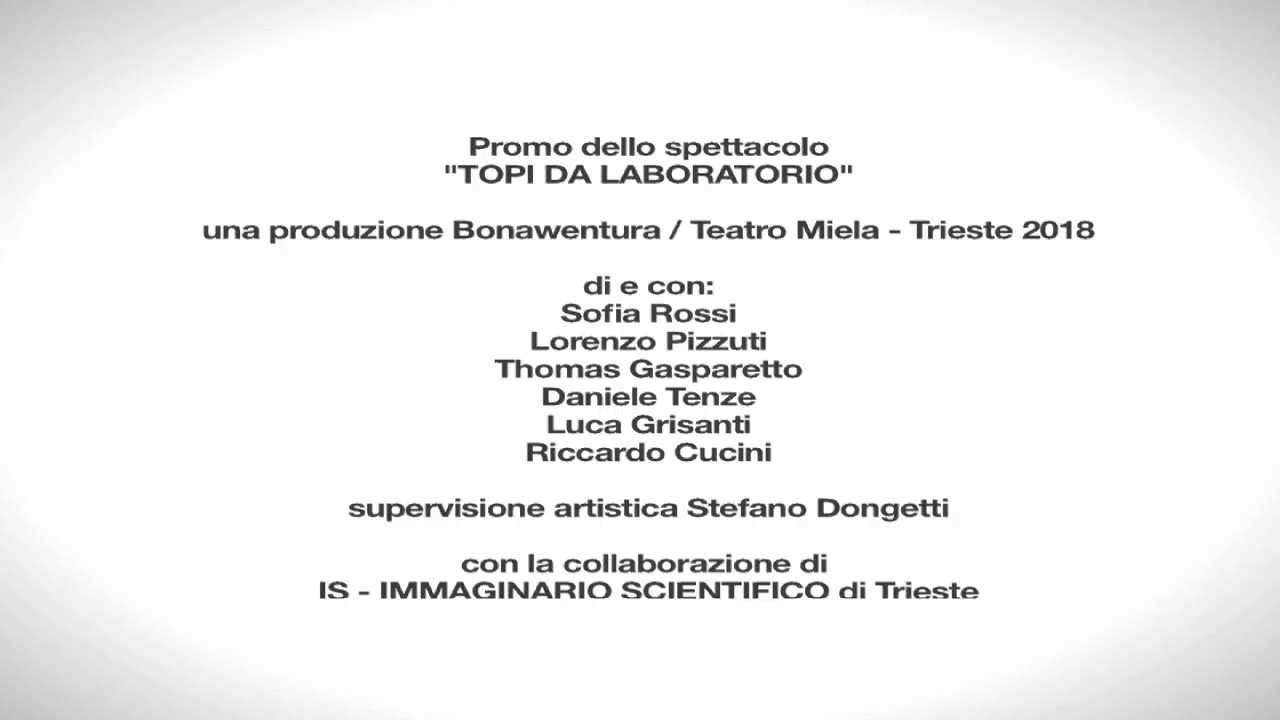 Promo dello spettacolo
"TOPI DA LABORATORIO"
una produzione Bonawentura / Teatro Miela - Trieste 2018
di e con:
Sofia Rossi
Lorenzo Pizzuti
Thomas Gasparetto
Daniele Tenze
Luca Grisanti
Riccardo Cucini
supervisione artistica Stefano Dongetti
con la collaborazione di
IS - IMMAGINARIO SCIENTIFICO di Trieste